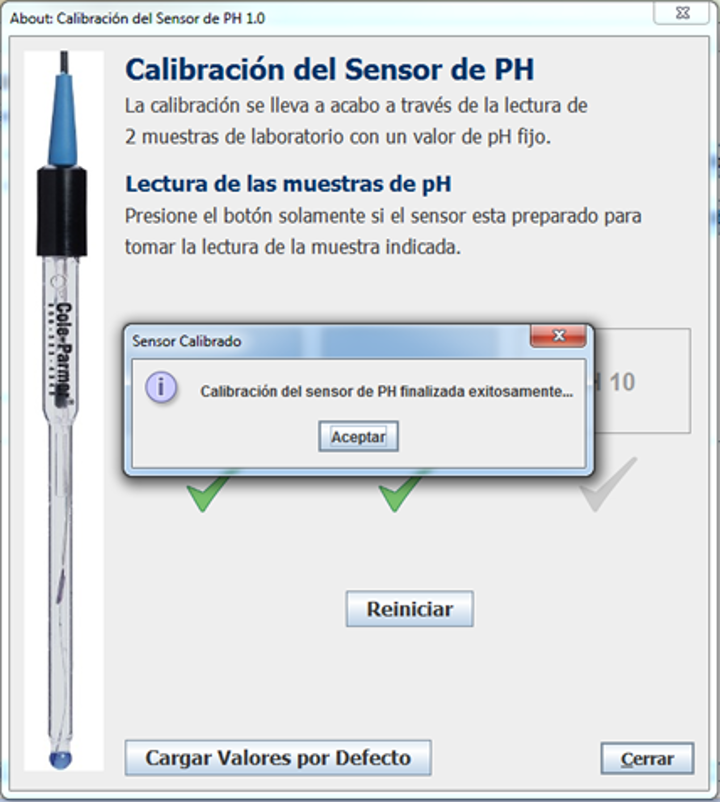 About: Calibración del Sensor de PH 1.0
Calibración del Sensor de PH
La calibración se lleva a acabo a través de la lectura de
2 muestras de laboratorio con un valor de pH fijo.
Lectura de las muestras de pH
Presione el botón solamente si el sensor esta preparado para
tomar la lectura de la muestra indicada.
Cole-Parmer
Sensor Calibrado
Calibración del sensor de PH finalizada exitosamente...
Aceptar
H 10
Reiniciar
Cargar Valores por Defecto
Cerrar